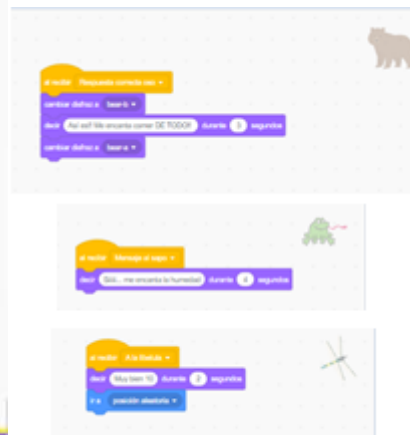 al recibir Respuesta correcta oso
cambiar disfraz a bear-b
decir Así es!! Me encanta comer DE TODO!! durante 3 segundos
cambiar disfraz a bear-a
al recibir Mensaje al sapo
decir me encanta la humedad! durante 4 segundos
al recibir A la libélula
decir Muy bien 10 durante 2 segundos
ir a posición aleatoria